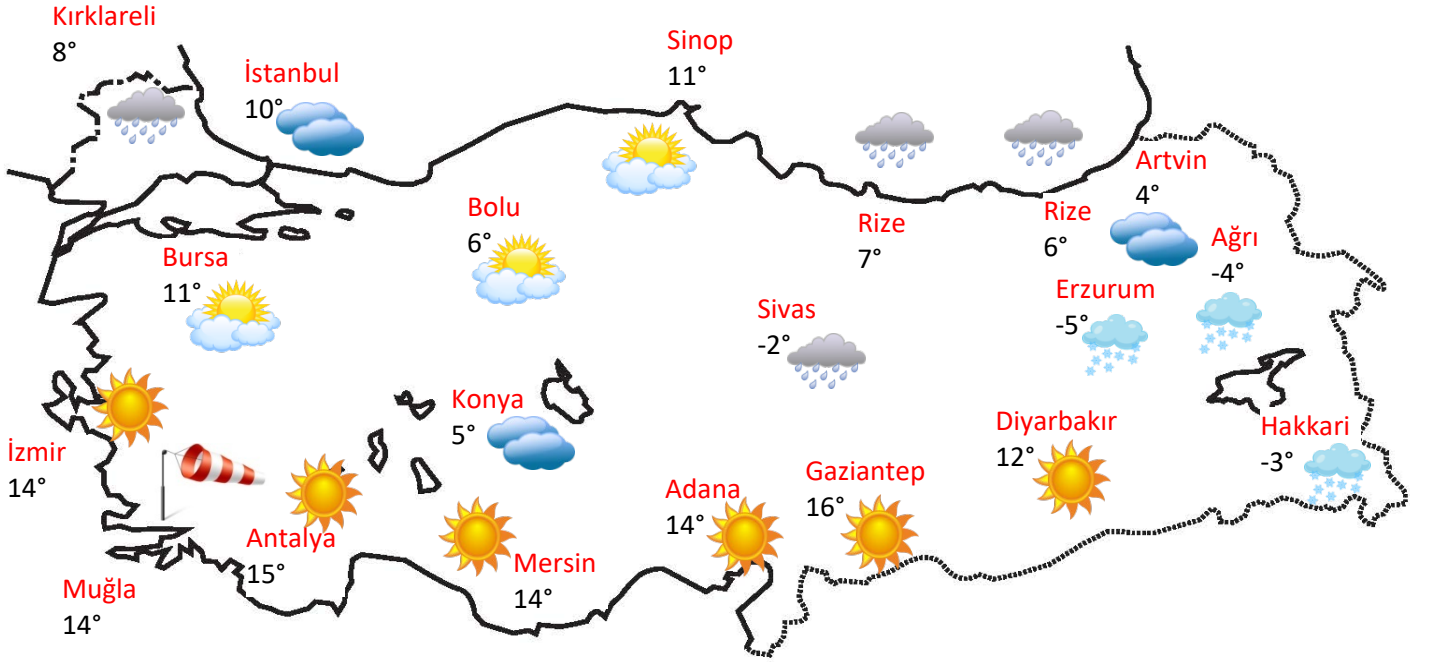 Kırklareli
8°
İstanbul
10°
Sinop
11°
Artvin
4°
Bolu
6°
Rize
7°
Rize
6°
Ağrı
-4°
Bursa
11°
Erzurum
-5°
Sivas
-2°
Konya
5°
Diyarbakır
12°
Hakkari
-3°
İzmir
14°
Gaziantep
16°
Adana
14°
Antalya
15°
Mersin
14°
Muğla
14°